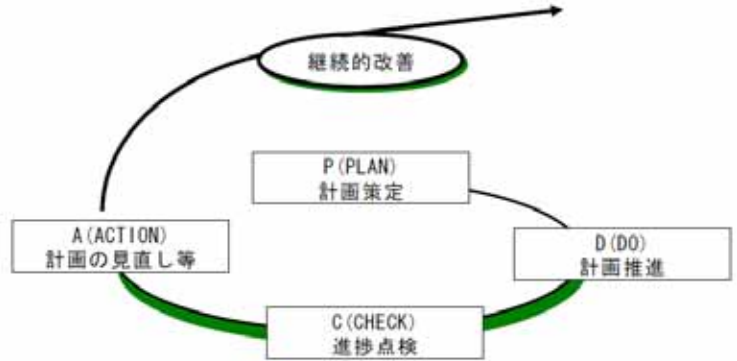 継続的改善
P(PLAN)
計画策定
A(ACTION)
計画の見直し等
D(DO)
計画推進
C(CHECK)
進捗点検